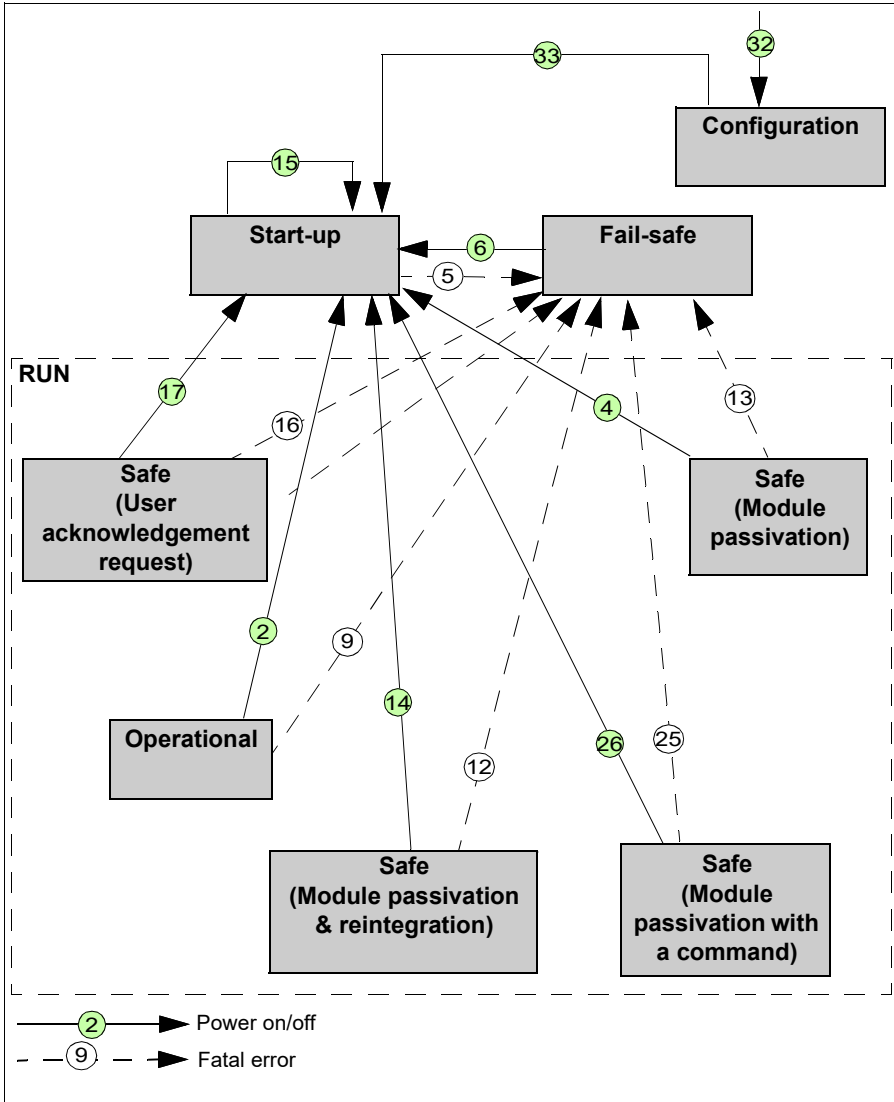 32
33
Configuration
15
Start-up
Fail-safe
6
5
RUN
17
16
4
13
Safe
(User
acknowledgement
request)
Safe
(Module
passivation)
2
9
14
Operational
26
25
12
Safe
(Module passivation
& reintegration)
Safe
(Module
passivation with
a command)
2 Power on/off
9 Fatal error